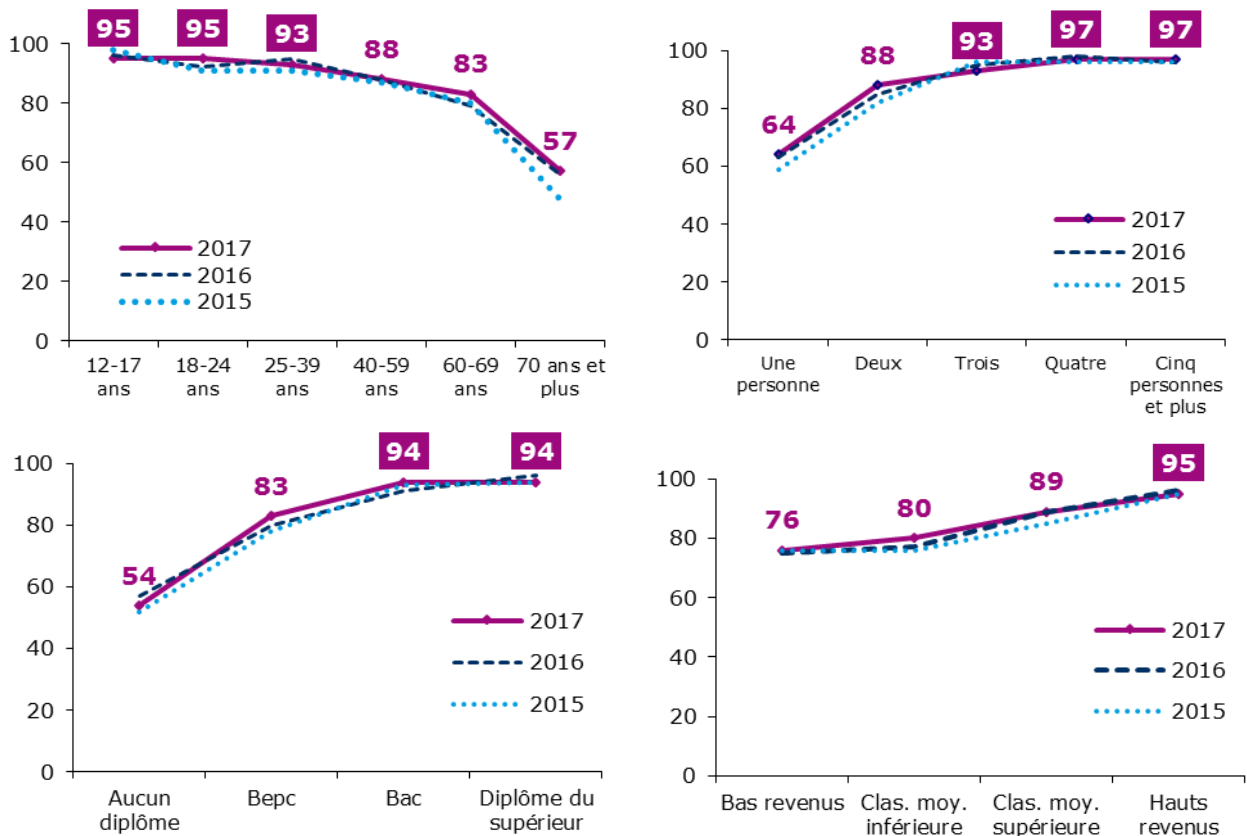 95 95 93 88 83 57
100
80
60
40
20
0
2017
2016
2015
12-17 18-24 25-39 40-59 60-69 70 ans et
ans ans ans ans ans plus
64 88 93 97 97
100
80
60
40
20
0
2017
2016
2015
Une Deux Trois Quatre Cinq
personne personnes
et plus
54 83 94 94
100
80
60
40
20
0
2017
2016
2015
Aucun Bepc Bac Diplôme du
diplôme supérieur
76 80 89 95
100
80
60
40
20
0
2017
2016
2015
Bas revenus Clas. moy. Clas. moy. Hauts
inférieure supérieure revenus